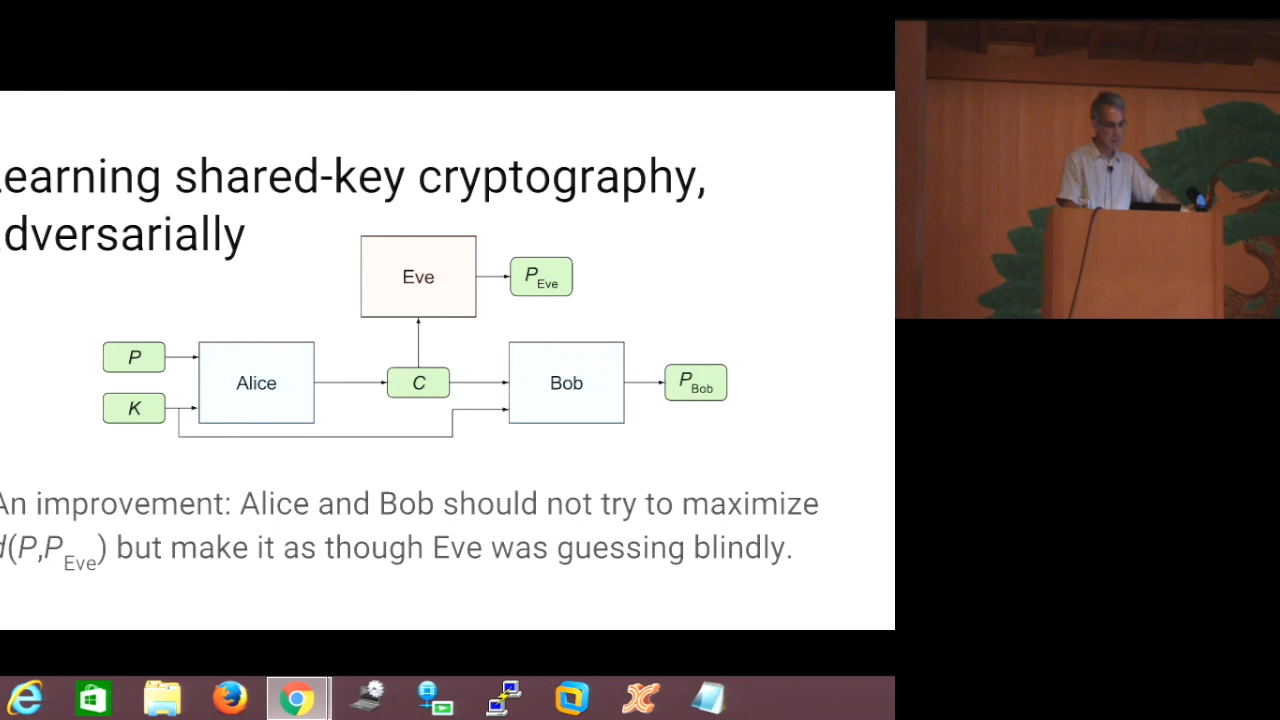 earning shared-key cryptography,
dversarially
Eve
P Eve
P
Alice
C
Bob
P Bob
K
An improvement: Alice and Bob should not try to maximize
d(P,P Eve) but make it as though Eve was guessing blindly.